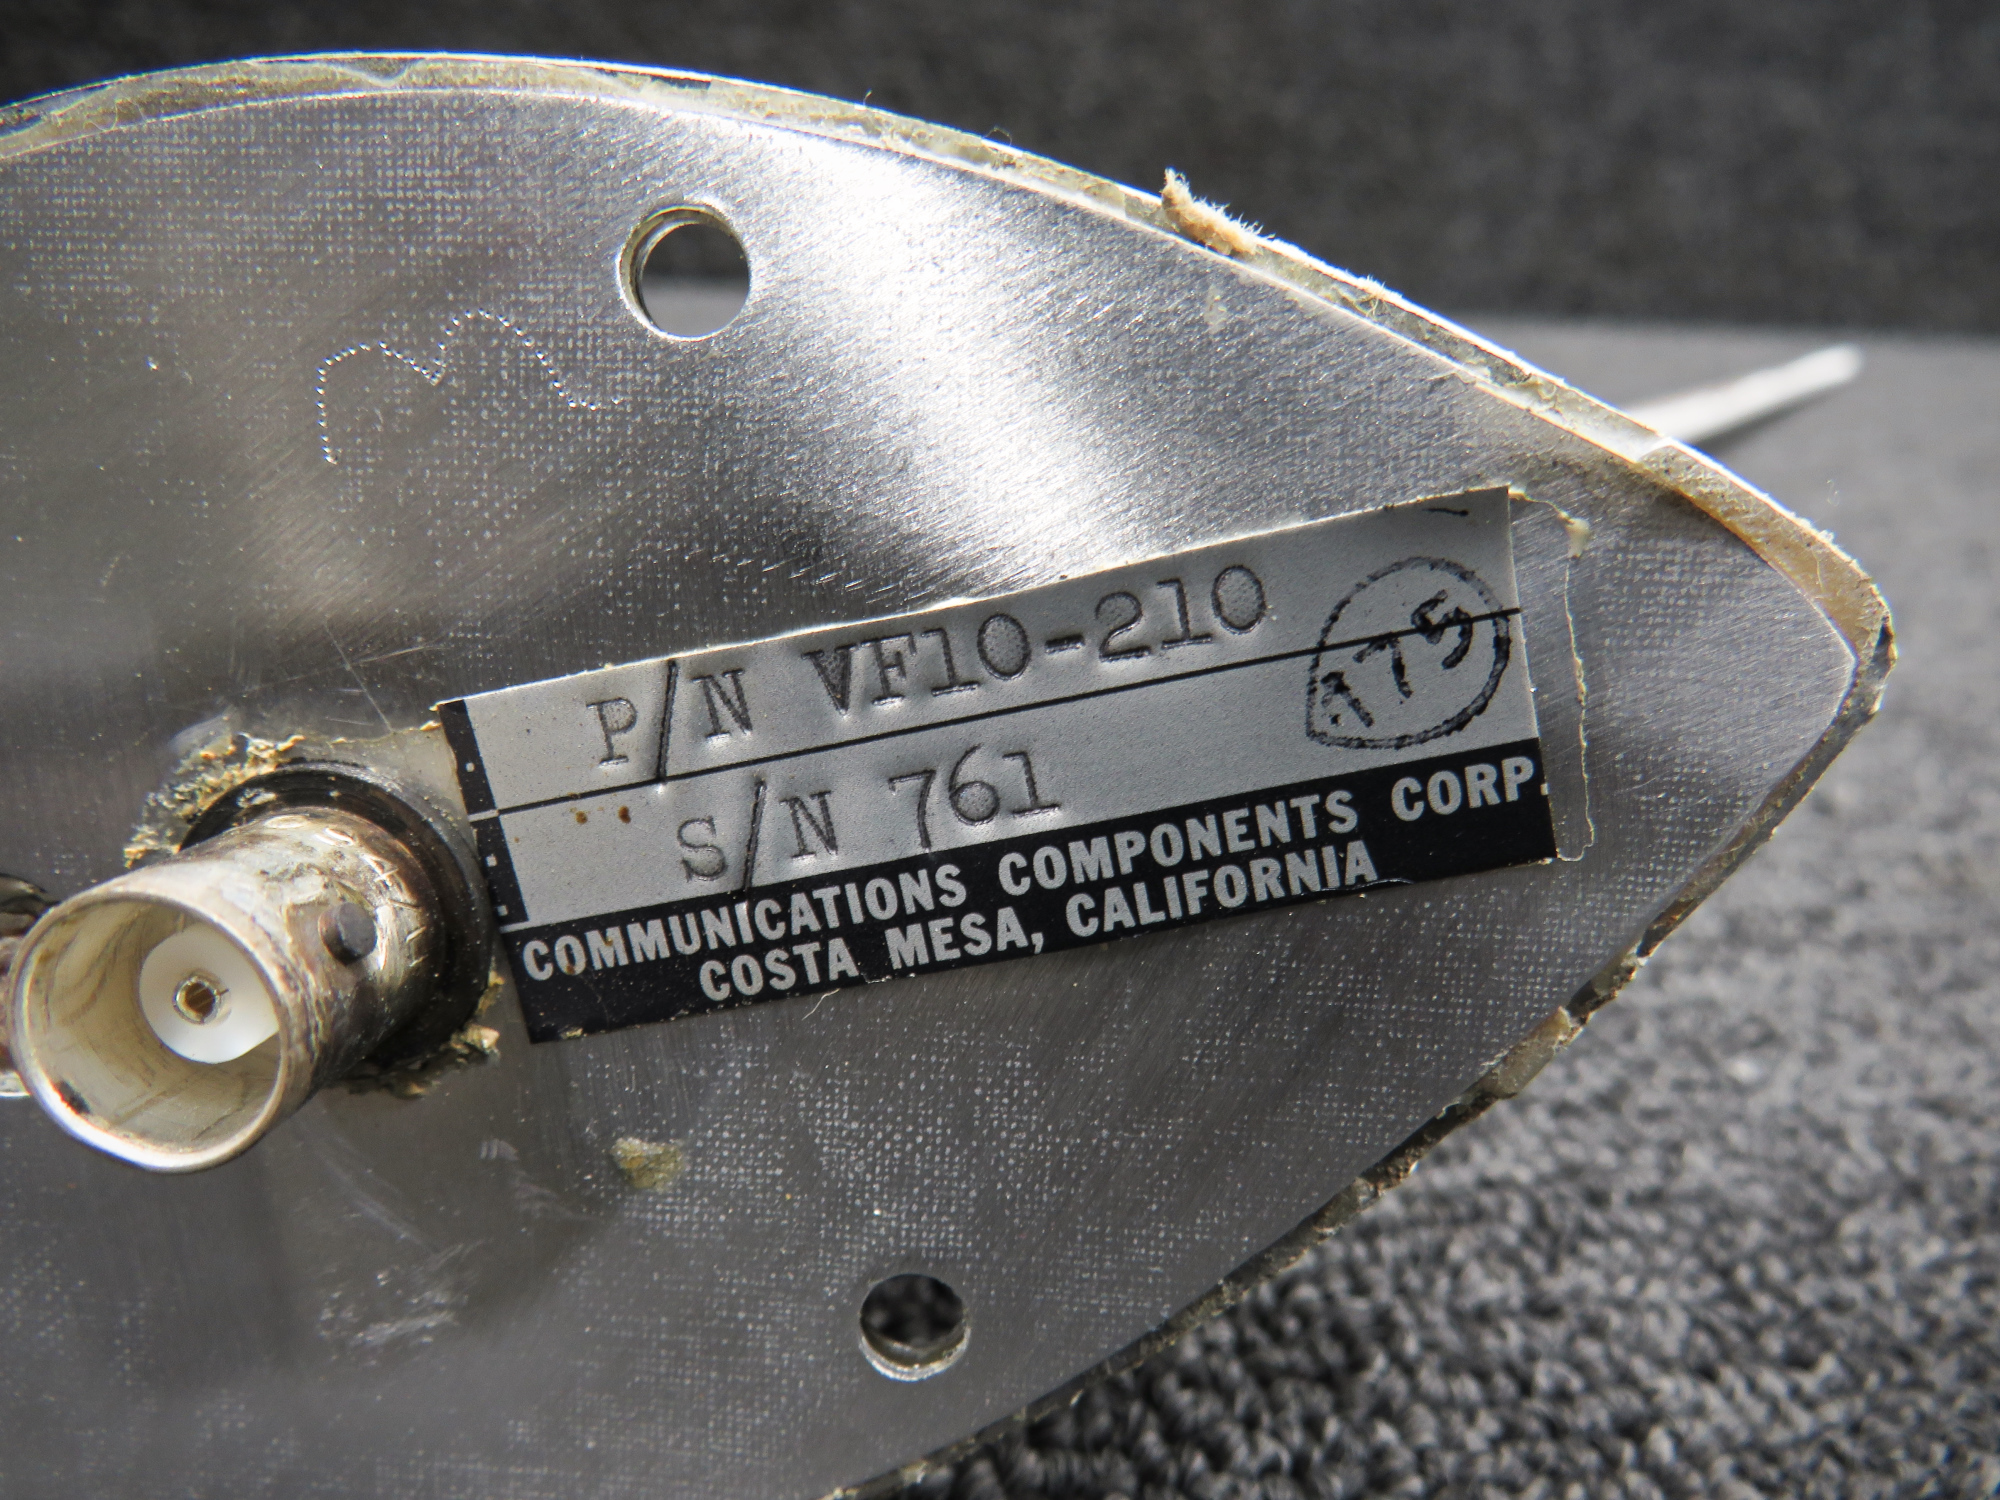 P/N VF10-210
175
S/N 761
COMMUNICATIONS COMPONENTS CORP.
COSTA MESA, CALIFORNIA